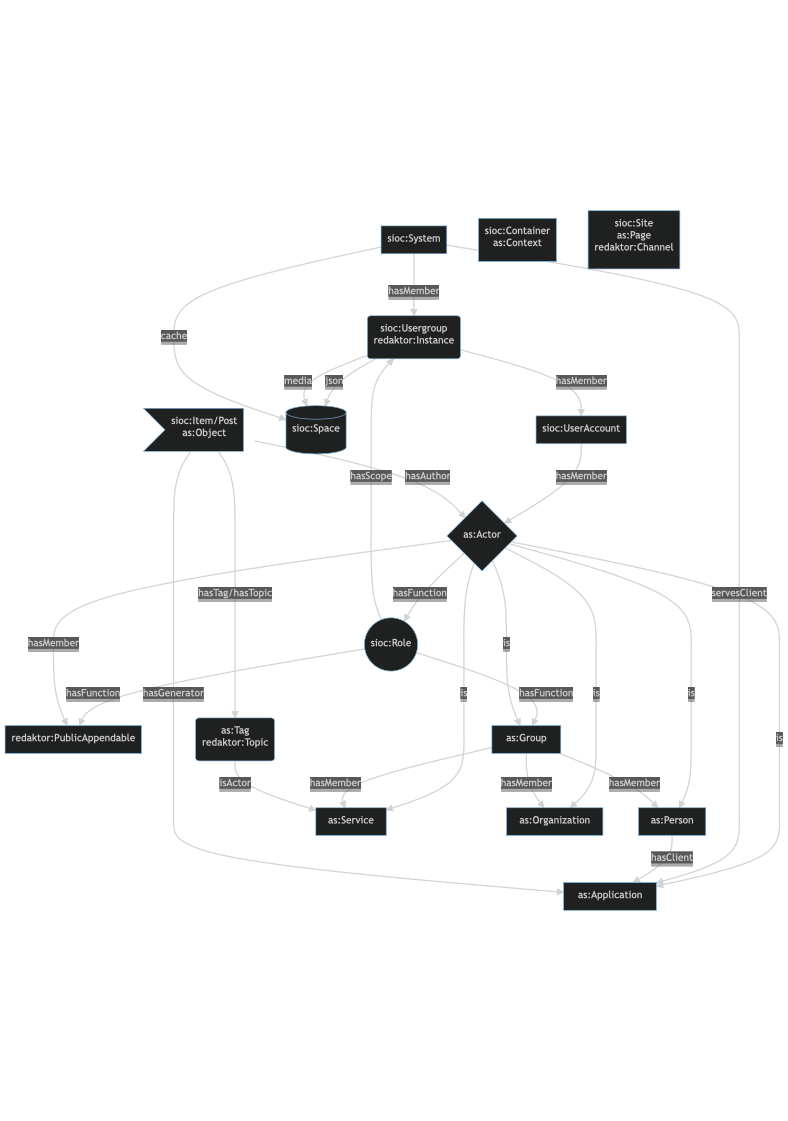 sioc:Site
as:Page
redaktor:Channel
sioc:Container
as:Context
sioc:System
hasMember
sioc:Usergroup
redaktor:Instance
cache
media
json
hasMember
sioc:Item/Post
as:Object
sioc:Space
sioc:UserAccount
hasScope
hasAuthor
hasMember
as:Actor
hasTag/hasTopic
hasFunction
servesClient
hasMember
sioc:Role
is
hasFunction
hasGenerator
is
hasFunction
is
is
redaktor:PublicAppendable
as:Tag
redaktor:Topic
as:Group
is
isActor
hasMember
hasMember
hasMember
as:Service
as:Organization
as:Person
hasClient
as:Application